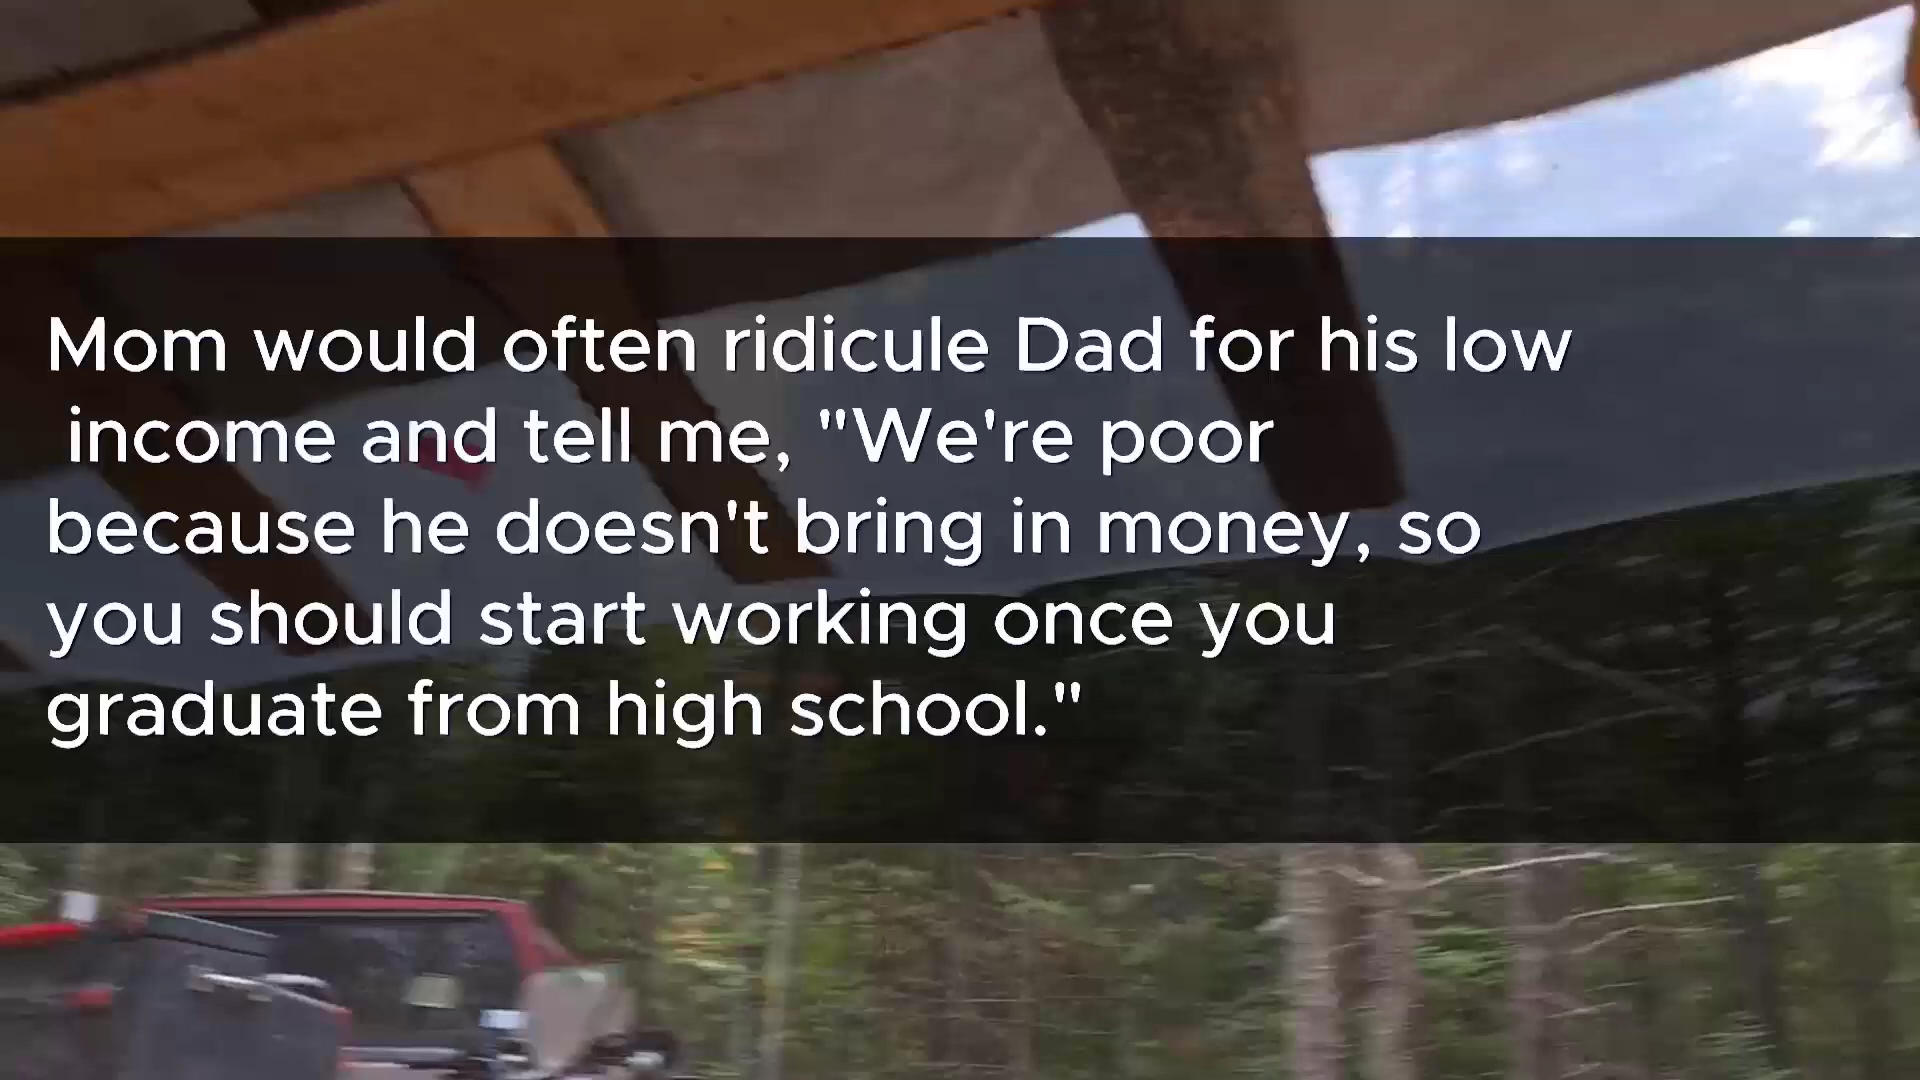 Mom would often ridicule Dad for his low
income and tell me, "We're poor
because he doesn't bring in money, so
you should start working once you
graduate from high school."